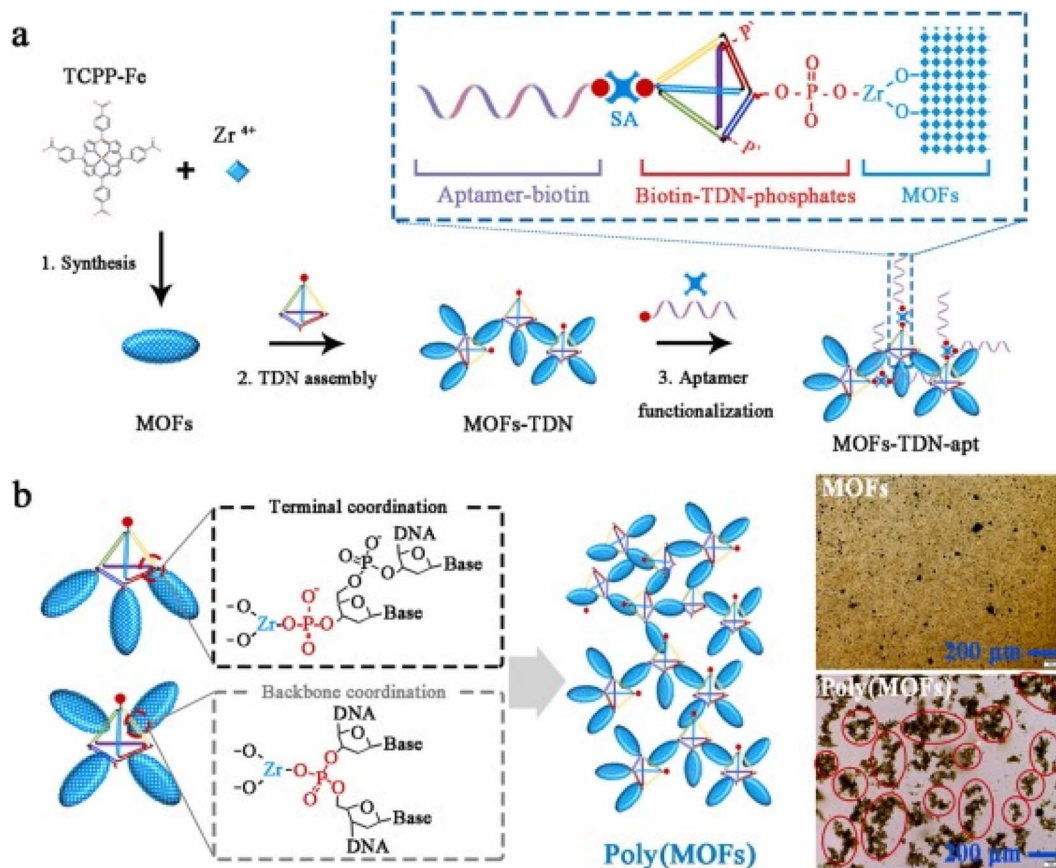 a
TCPP-Fe
Zr 4+
+
1. Synthesis
MOFs
2. TDN assembly
MOFs-TDN
3. Aptamer
functionalization
MOFs-TDN-apt
SA
P'
P'
O
O P O
O
Zr
O
O
Aptamer-biotin
Biotin-TDN-phosphates
MOFs
b
Terminal coordination
DNA
O-
O=P-O
O
Base
O
O
Base
O-
-O
Zr-O-P-O
-O
O
Backbone coordination
DNA
O
Base
-O
Zr-O-P
-O
O
O
O
O
Base
DNA
Poly(MOFs)
MOFs
200 μm
Poly(MOFs)
200 μm